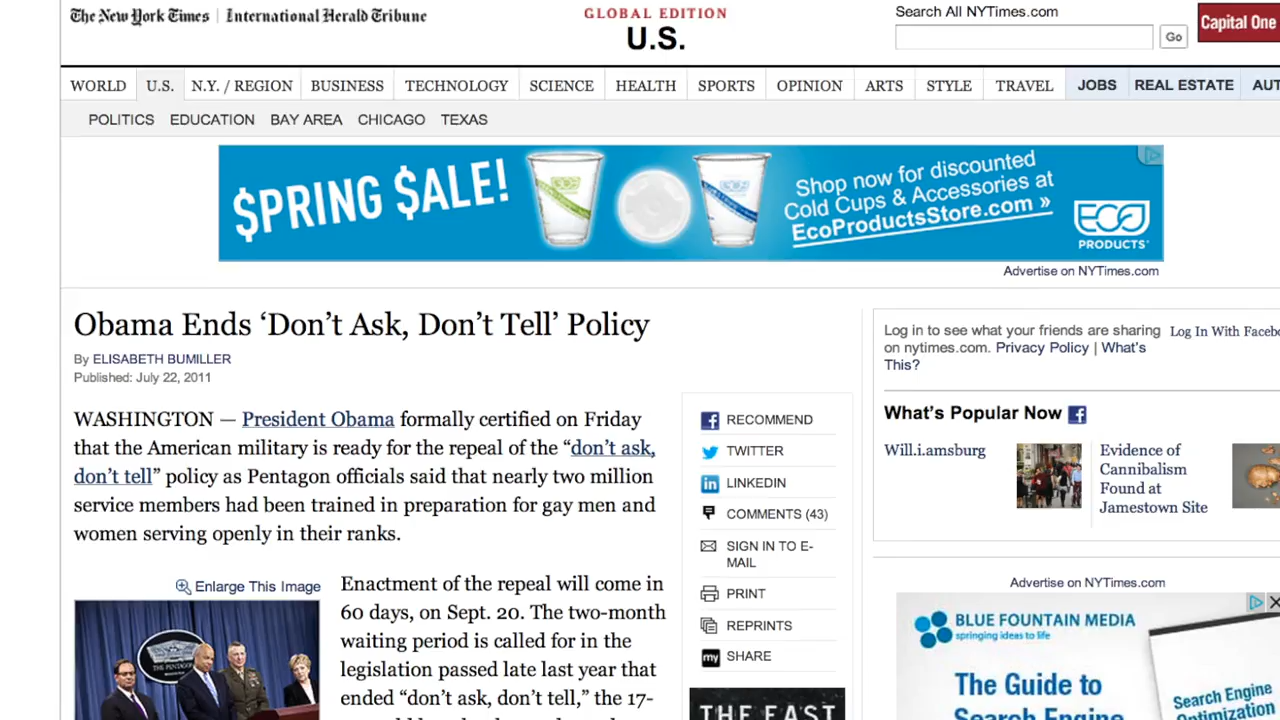 The New York Times | International Herald Tribune
GLOBAL EDITION
U.S.
Search All NYTimes.com
Go
Capital One
WORLD U.S. N.Y. / REGION BUSINESS TECHNOLOGY SCIENCE HEALTH SPORTS OPINION ARTS STYLE TRAVEL JOBS REAL ESTATE AUT
POLITICS EDUCATION BAY AREA CHICAGO TEXAS
$PRING $ALE!
Shop now for discounted
Cold Cups & Accessories at
EcoProductsStore.com »
ECO
PRODUCTS
Advertise on NYTimes.com
Obama Ends ‘Don’t Ask, Don’t Tell’ Policy
By ELISABETH BUMILLER
Published: July 22, 2011
WASHINGTON — President Obama formally certified on Friday
that the American military is ready for the repeal of the “don’t ask,
don’t tell” policy as Pentagon officials said that nearly two million
service members had been trained in preparation for gay men and
women serving openly in their ranks.
Enlarge This Image
THE PENTAGON
Enactment of the repeal will come in
60 days, on Sept. 20. The two-month
waiting period is called for in the
legislation passed late last year that
ended “don’t ask, don’t tell,” the 17-
RECOMMEND
TWITTER
LINKEDIN
COMMENTS (43)
SIGN IN TO E-
MAIL
PRINT
REPRINTS
SHARE
THE EAST
Log in to see what your friends are sharing
on nytimes.com. Privacy Policy | What’s
This?
Log In With Facebo
What’s Popular Now
Will.i.amsburg
Evidence of
Cannibalism
Found at
Jamestown Site
Advertise on NYTimes.com
BLUE FOUNTAIN MEDIA
springing ideas to life
The Guide to
Search Engine
Search Engine
Optimization